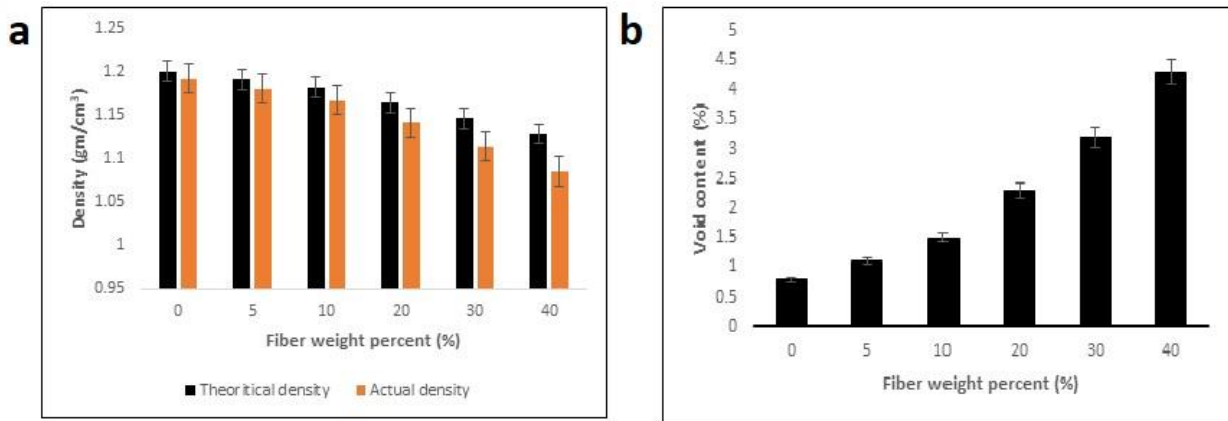 a
1.25
1.2
1.15
1.1
1.05
1
0.95
Density (gm/cm³)
0 5 10 20 30 40
Fiber weight percent (%)
Theoritical density Actual density
b
5
4.5
4
3.5
3
2.5
2
1.5
1
0.5
0
Void content (%)
0 5 10 20 30 40
Fiber weight percent (%)